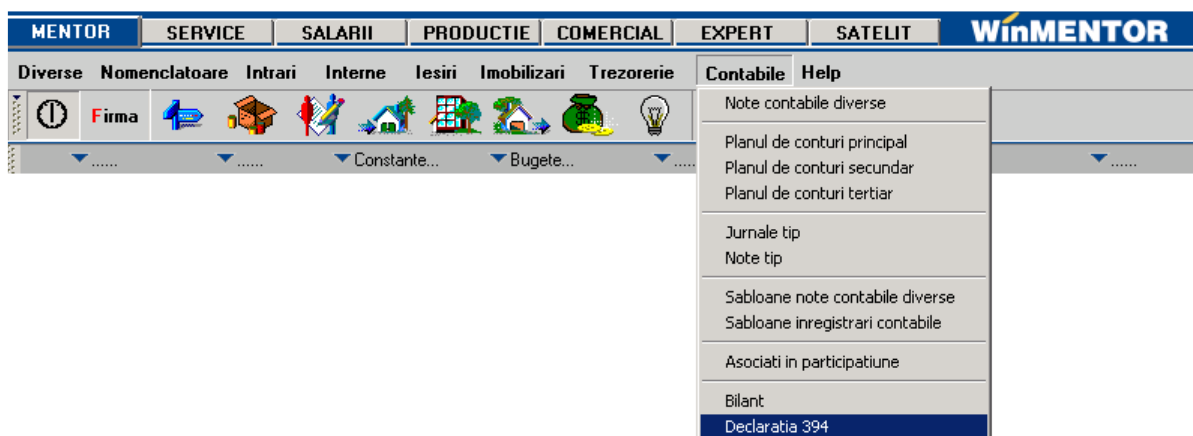 MENTOR SERVICE SALARII PRODUCTIE COMERCIAL EXPERT SATELIT WinMENTOR
Diverse Nomenclatoare Intrari Interne Iesiri Imobilizari Trezorerie Contabile Help
Firma
...... ...... Constante... Bugete... ..... ......
Note contabile diverse
Planul de conturi principal
Planul de conturi secundar
Planul de conturi tertiar
Jurnale tip
Note tip
Sabloane note contabile diverse
Sabloane inregistrari contabile
Asociati in participatiune
Bilant
Declaratia 394